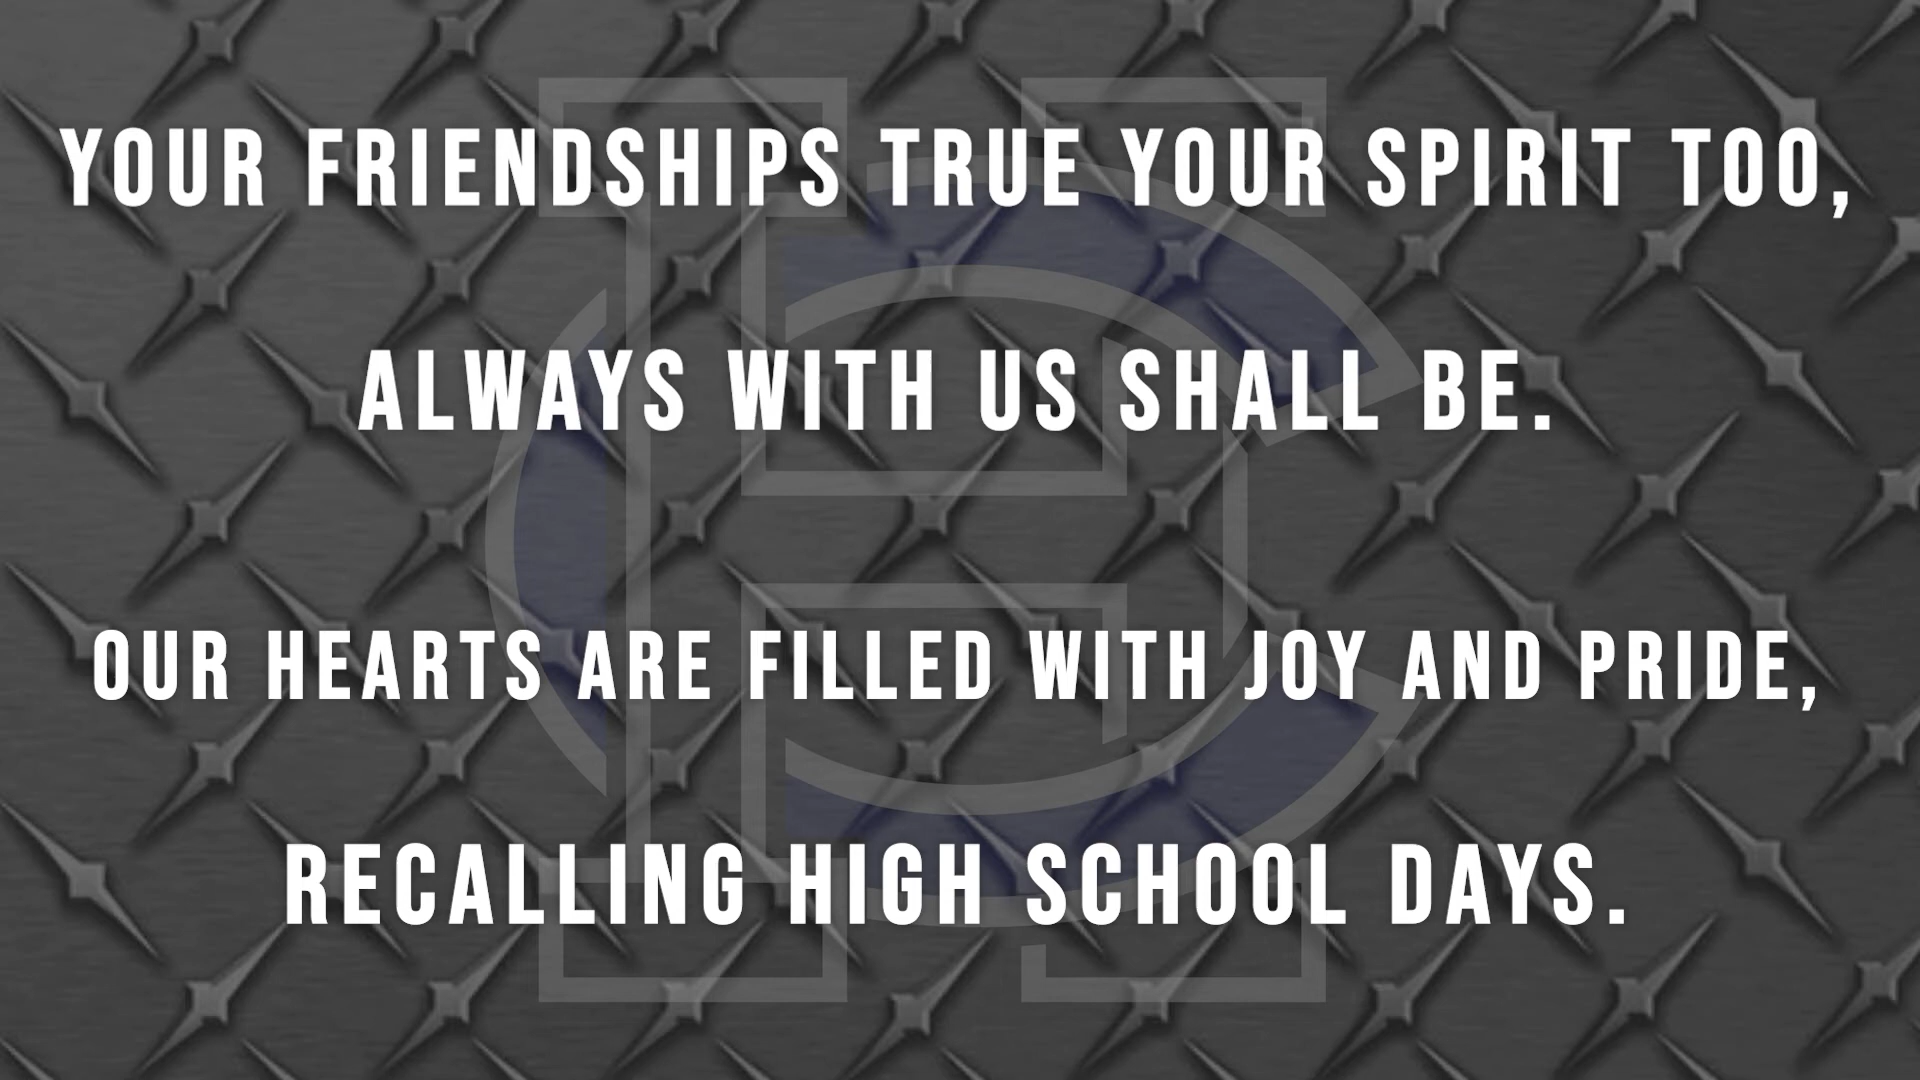 YOUR FRIENDSHIPS TRUE YOUR SPIRIT TOO,
ALWAYS WITH US SHALL BE.
OUR HEARTS ARE FILLED WITH JOY AND PRIDE,
RECALLING HIGH SCHOOL DAYS.